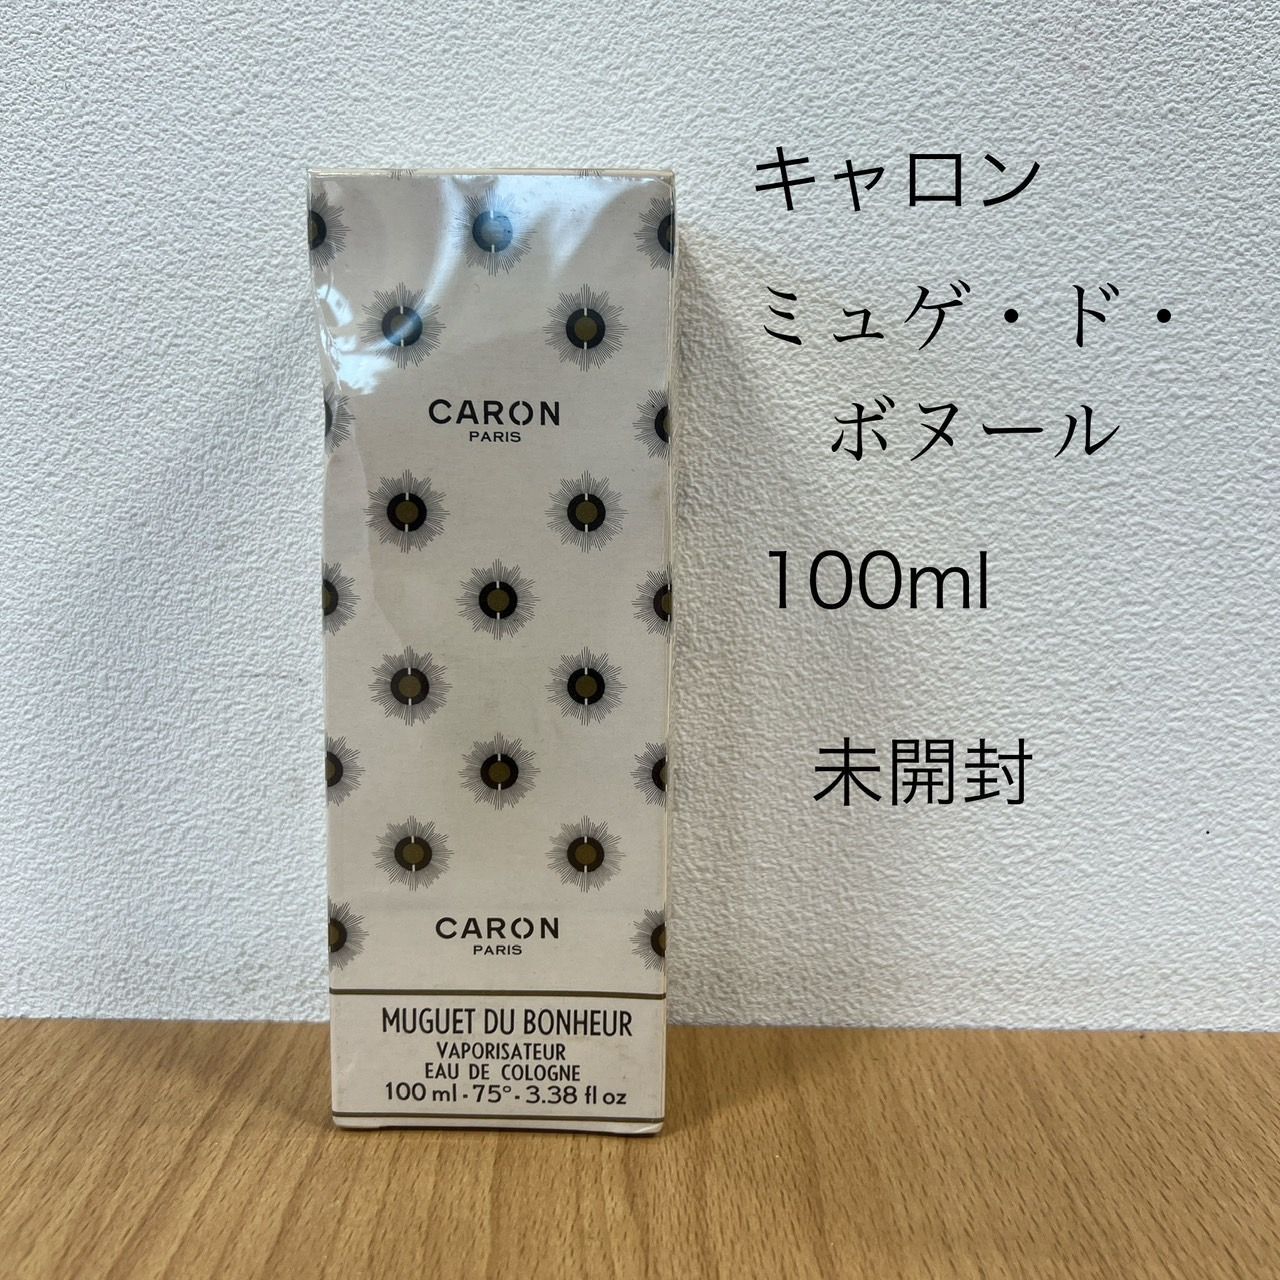 キャロン
ミュゲ・ド・
ボヌール
100ml
未開封
CARON
PARIS
CARON
PARIS
MUGUET DU BONHEUR
VAPORISATEUR
EAU DE COLOGNE
100 ml - 75° - 3.38 fl oz